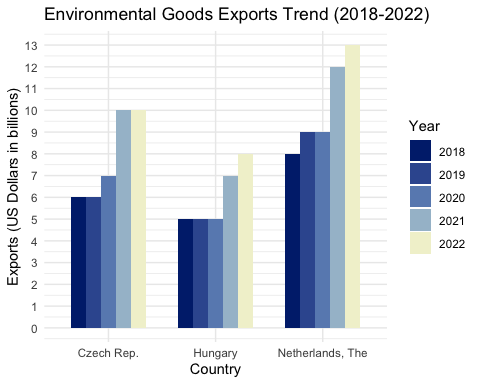 Environmental Goods Exports Trend (2018-2022)
Exports (US Dollars in billions)
13
12
11
10
9
8
7
6
5
4
3
2
1
0
Czech Rep.
Hungary
Netherlands, The
Country
Year
2018
2019
2020
2021
2022